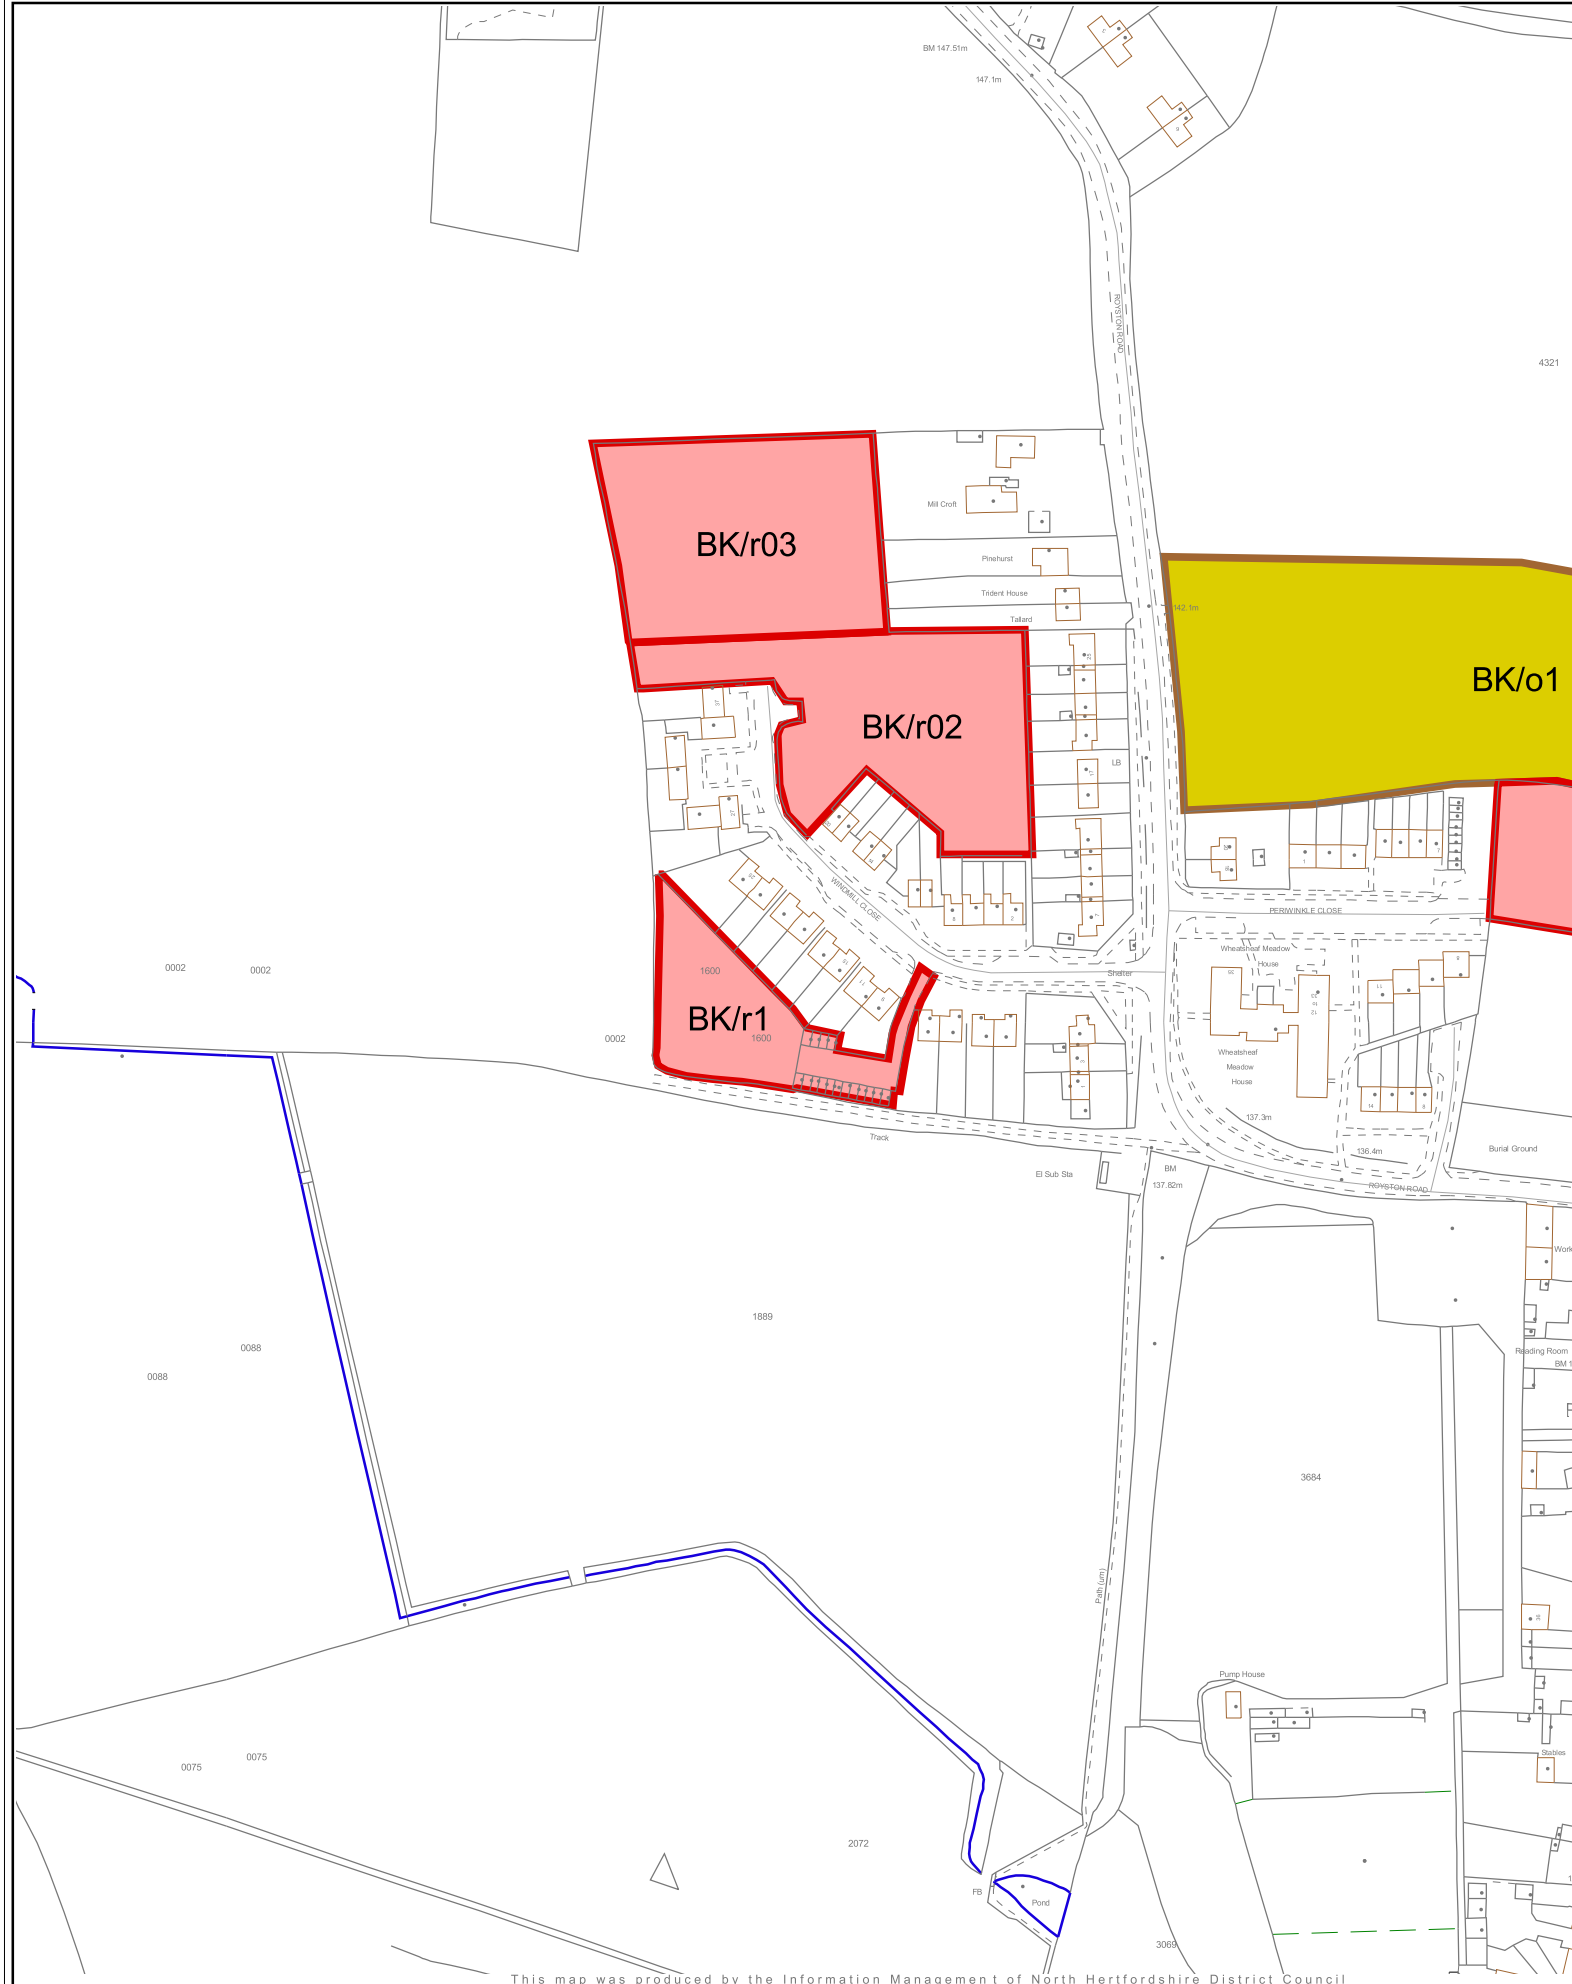 BM 147.51m
147.1m
ROYSTON ROAD
4321
BK/r03
Mill Croft
Pinehurst
Trident House
Tallard
142.1m
BK/o1
BK/r02
LB
WINDMILL CLOSE
PERIWINKLE CLOSE
Wheatsheaf Meadow
House
0002
0002
1600
Shelter
BK/r1
1600
0002
Wheatsheaf
Meadow
House
137.3m
Track
136.4m
Burial Ground
El Sub Sta
BM
137.82m
ROYSTON ROAD
Work
1889
0088
0088
Reading Room
BM 1
3684
Path (um)
38
Pump House
0075
0075
Stables
2072
FB
Pond
3069
This map was produced by the Information Management of North Hertfordshire District Council